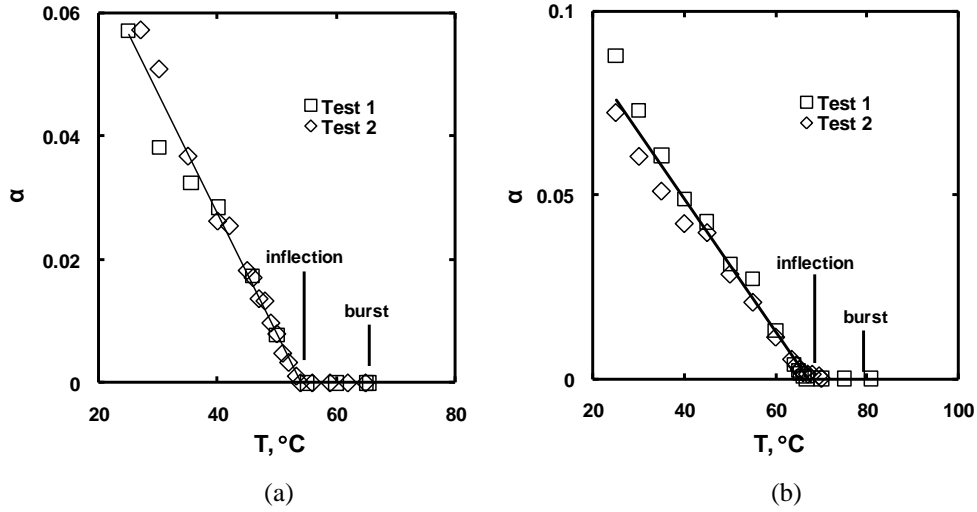 0.06
0.04
0.02
0
α
20
40
60
80
T, °C
Test 1
Test 2
inflection
burst
(a)
0.1
0.05
0
α
20
40
60
80
100
T, °C
Test 1
Test 2
inflection
burst
(b)